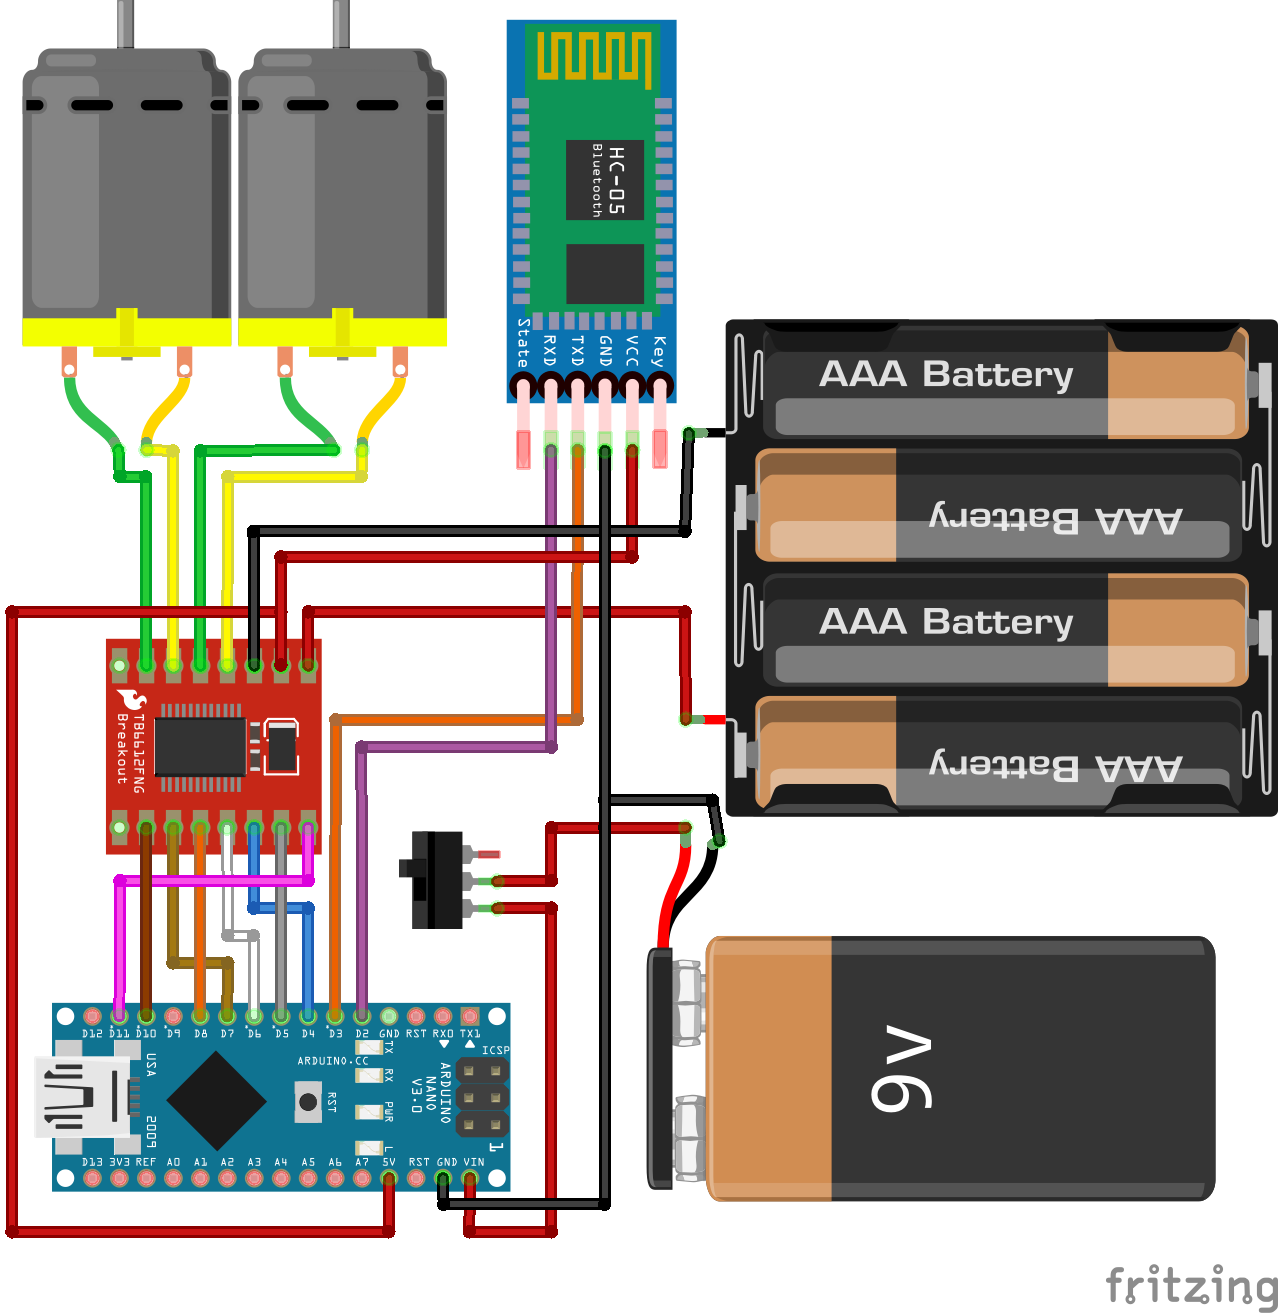 HC-05
Bluetooth
State
RXD
TXD
GND
VCC
Key
AAA Battery
AAA Battery
AAA Battery
AAA Battery
TB6612FNG
Breakout
D12 D11 D10 D9 D8 D7 D6 D5 D4 D3 D2 GND RST RX0 TX1
USA
2009
ARDUINO.CC
RST
TX
RX
PWR
L
ARDUINO
NANO
V3.0
ICSP
1
D13 3V3 REF A0 A1 A2 A3 A4 A5 A6 A7 5V RST GND VIN
9v
fritzing